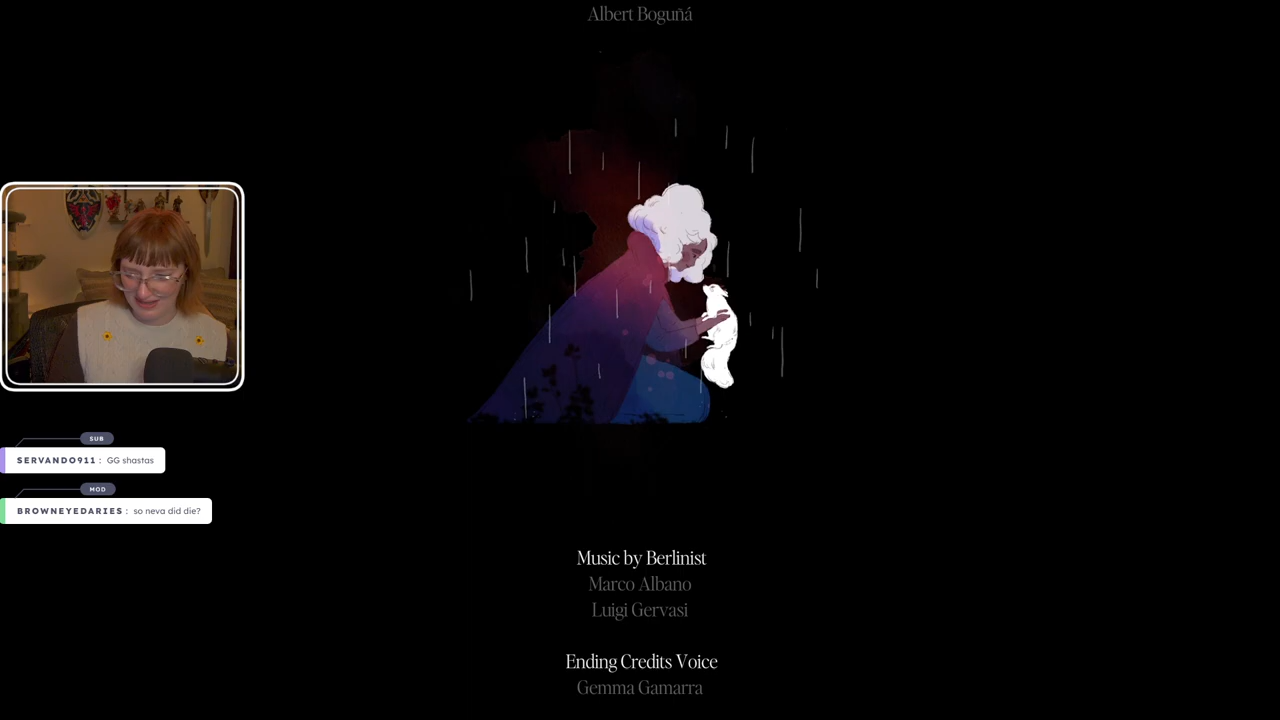 Albert Boguñá
SUB
SERVANDO911 : GG shastas
MOD
BROWNEYEDARIES : so neva did die?
Music by Berlinist
Marco Albano
Luigi Gervasi
Ending Credits Voice
Gemma Gamarra